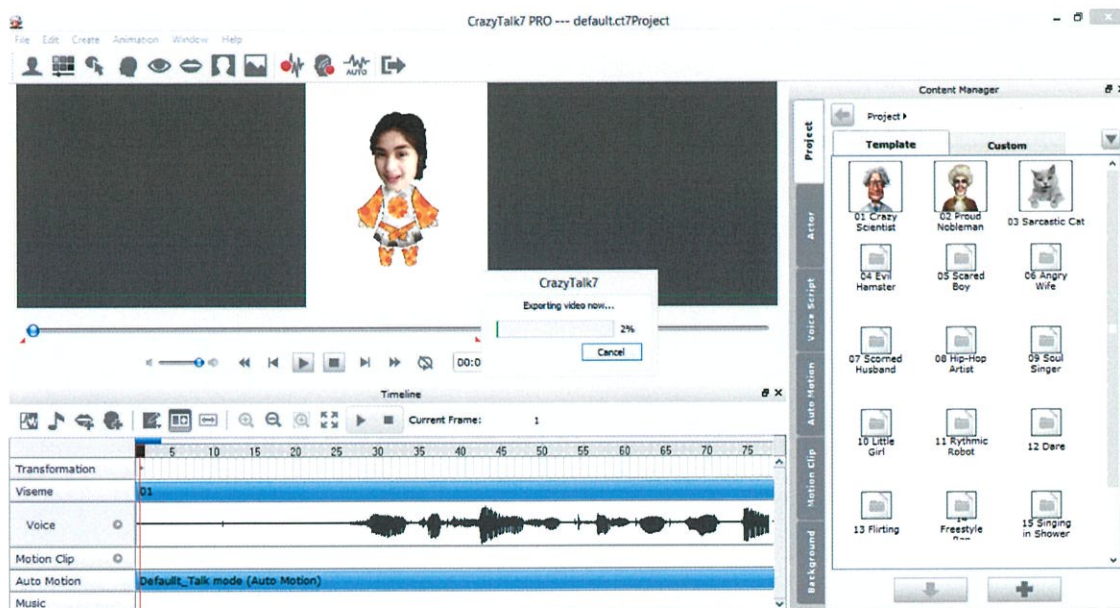 CrazyTalk7 PRO --- default.ct7Project
File Edit Create Animation Window Help
AUTO
Content Manager
Project
Template Custom
Project
Actor
Voice Script
Auto Motion
Motion Clip
Background
01 Crazy
Scientist
02 Proud
Nobleman
03 Sarcastic Cat
04 Evil
Hamster
05 Scared
Boy
06 Angry
Wife
07 Scorned
Husband
08 Hip-Hop
Artist
09 Soul
Singer
10 Little
Girl
11 Rythmic
Robot
12 Dare
13 Flirting
14
Freestyle
15 Singing
in Shower
CrazyTalk7
Exporting video now...
2%
Cancel
00:0
Timeline
Current Frame: 1
5 10 15 20 25 30 35 40 45 50 55 60 65 70 75
Transformation
Viseme 01
Voice
Motion Clip
Auto Motion Defaullt_Talk mode (Auto Motion)
Music